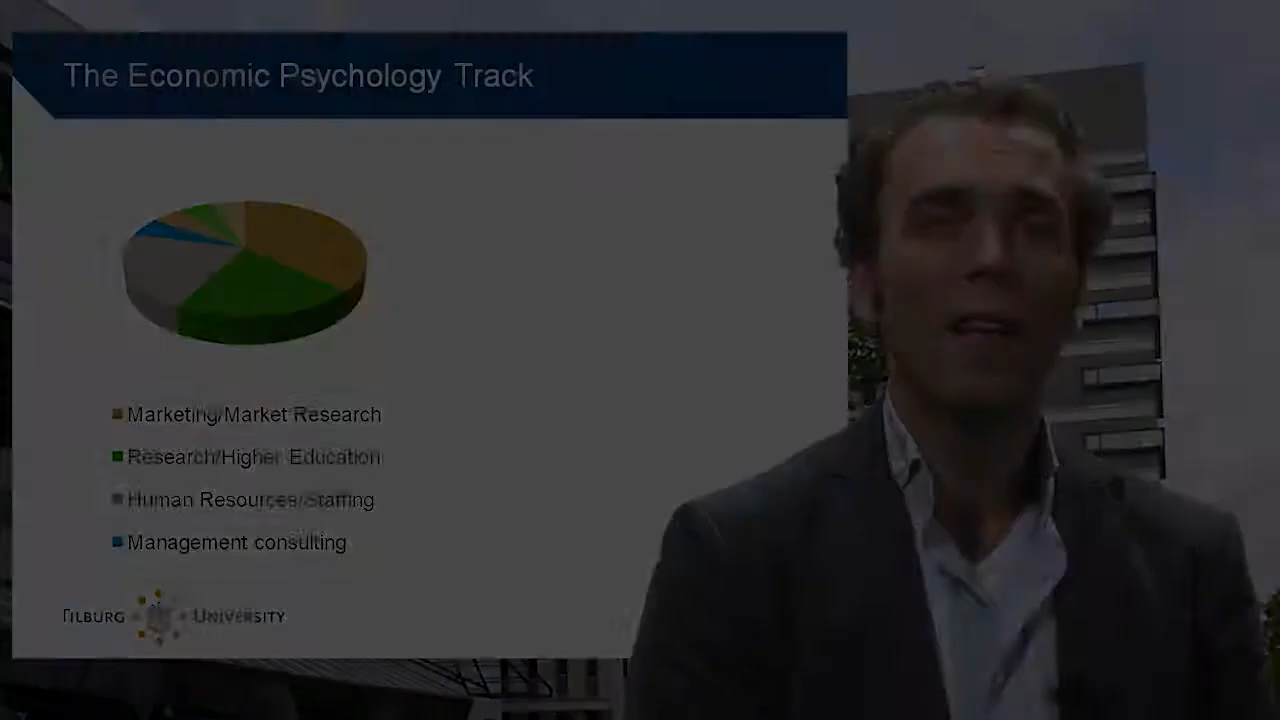 The Economic Psychology Track
Marketing/Market Research
Research/Higher Education
Human Resources/Staffing
Management consulting
TILBURG UNIVERSITY